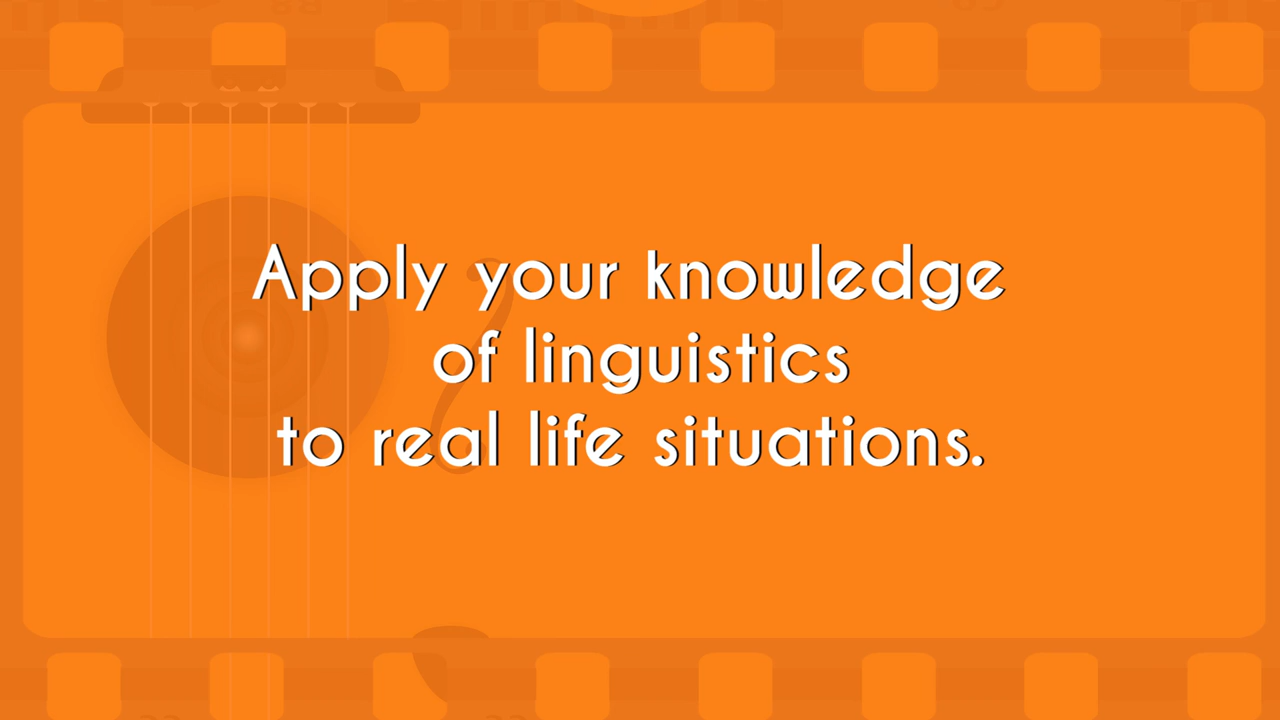 Apply your knowledge
of linguistics
to real life situations.